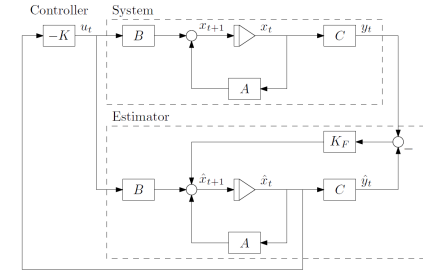 Controller
System
-K
u_t
B
x_{t+1}
x_t
C
y_t
A
Estimator
K_F
−
B
x̂_{t+1}
x̂_t
C
ŷ_t
A